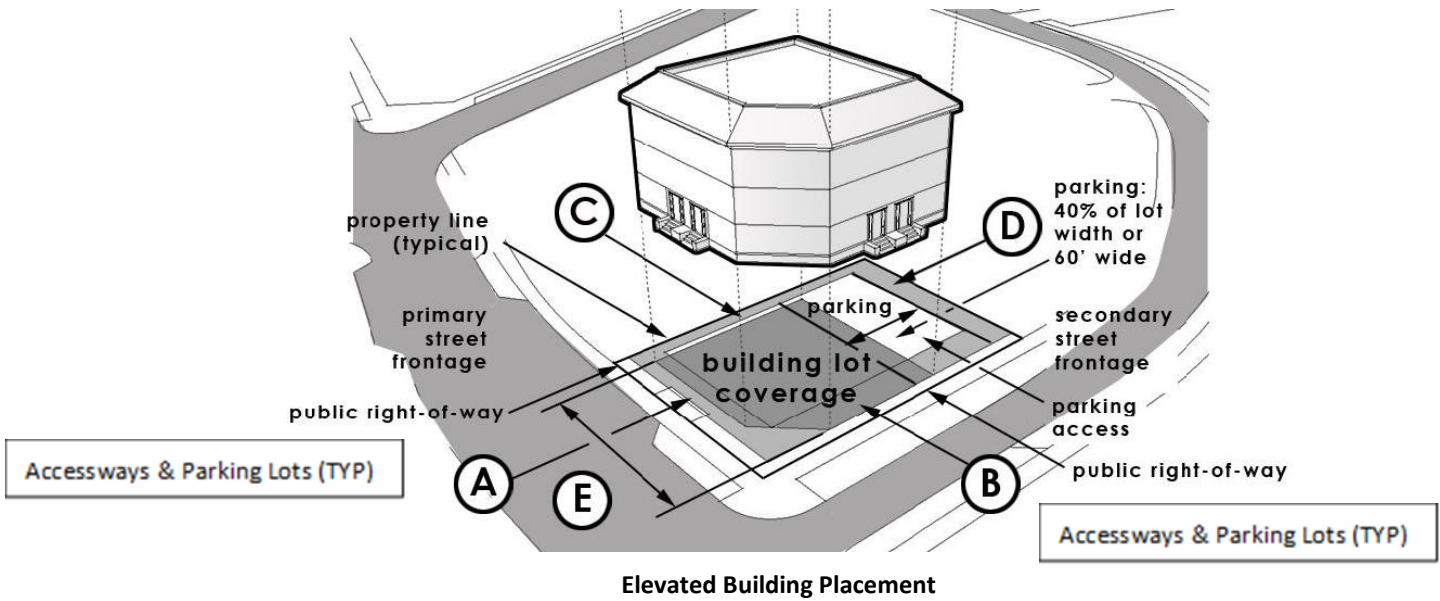 parking:
40% of lot
width or
60' wide
C
D
property line
(typical)
parking
primary
street
frontage
secondary
street
frontage
building lot
coverage
public right-of-way
parking
access
public right-of-way
Accessways & Parking Lots (TYP)
A
E
B
Accessways & Parking Lots (TYP)
Elevated Building Placement